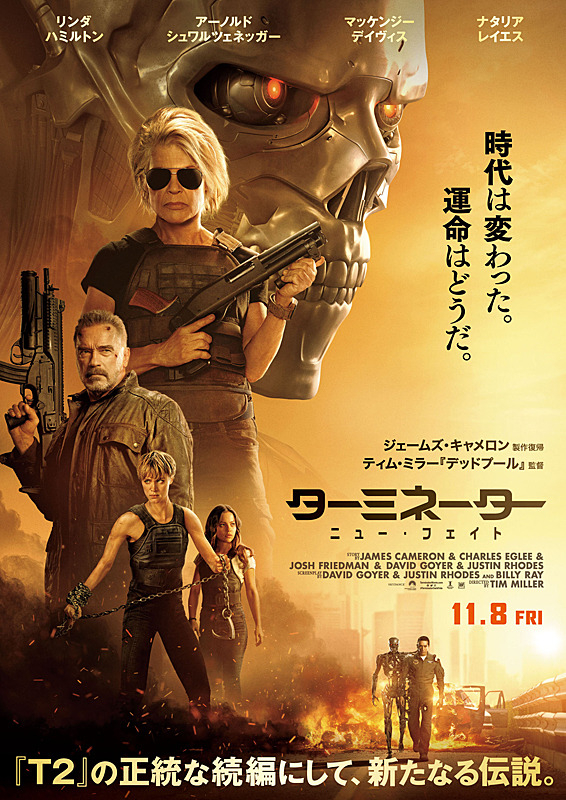 リンダ
ハミルトン
アーノルド
シュワルツェネッガー
マッケンジー
デイヴィス
ナタリア
レイエス
時代は変わった。
運命はどうだ。
ジェームズ・キャメロン 製作復帰
ティム・ミラー『デッドプール』監督
ターミネーター
ニュー・フェイト
STORY BY JAMES CAMERON & CHARLES EGLEE &
JOSH FRIEDMAN & DAVID GOYER & JUSTIN RHODES
SCREENPLAY BY DAVID GOYER & JUSTIN RHODES AND BILLY RAY
DIRECTED BY TIM MILLER
11.8 FRI
『T2』の正統な続編にして、新たなる伝説。